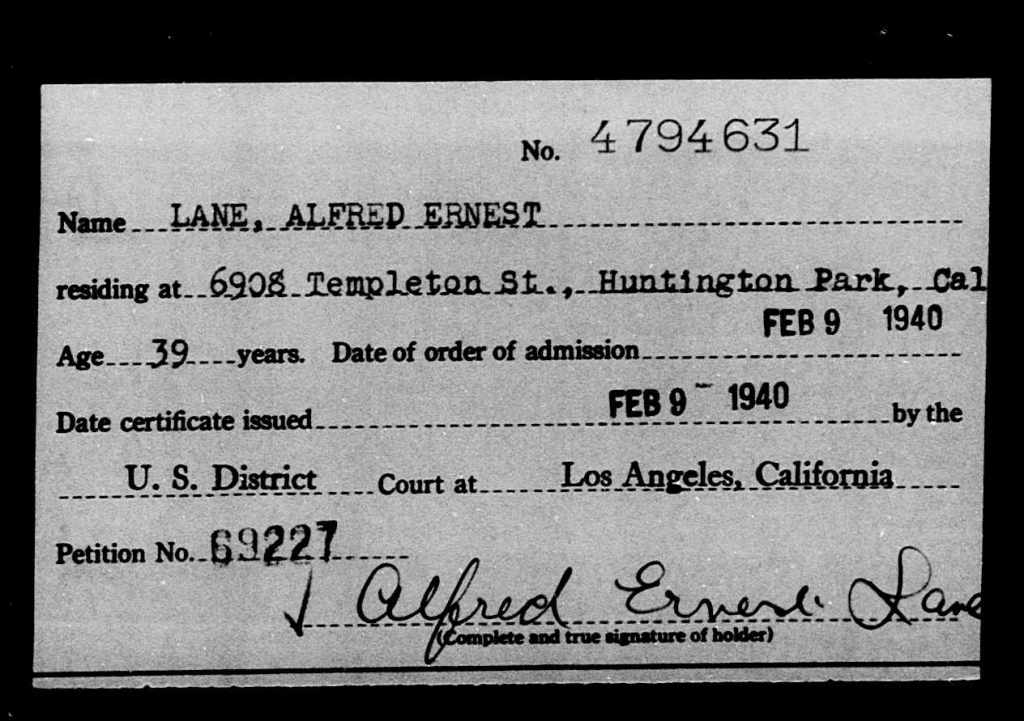 No. 4794631
Name LANE, ALFRED ERNEST
residing at 6908 Templeton St., Huntington Park, Cal
FEB 9 1940
Age 39 years. Date of order of admission
Date certificate issued FEB 9 1940 by the
U. S. District Court at Los Angeles, California
Petition No. 69227
Alfred Ernest Lane
(Complete and true signature of holder)